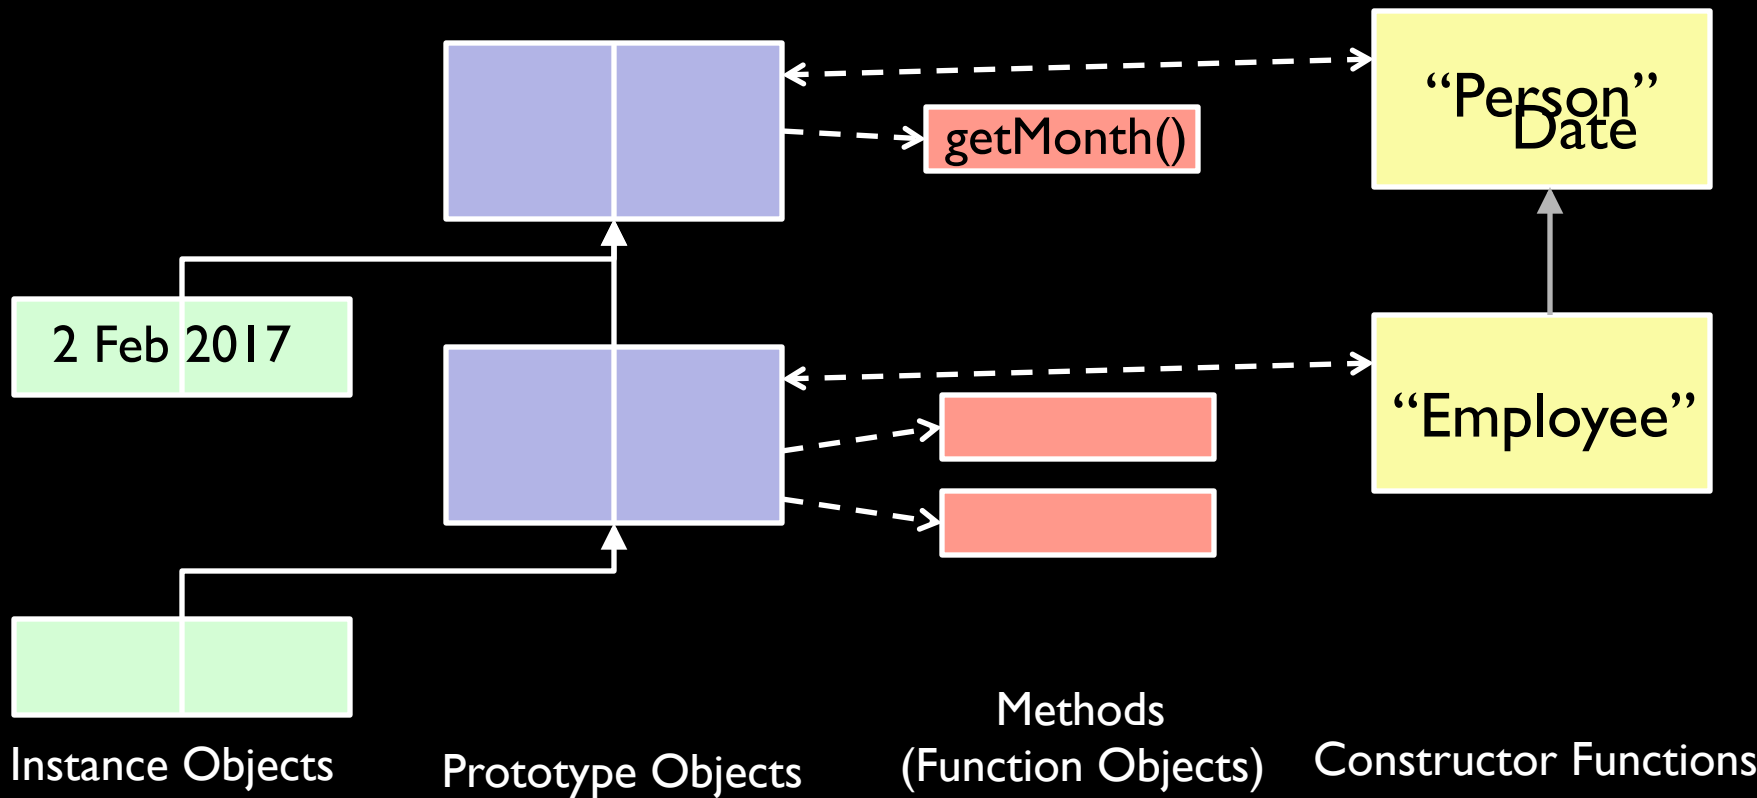 “Person”
Date
getMonth()
2 Feb 2017
“Employee”
Methods
(Function Objects)
Instance Objects
Prototype Objects
Constructor Functions